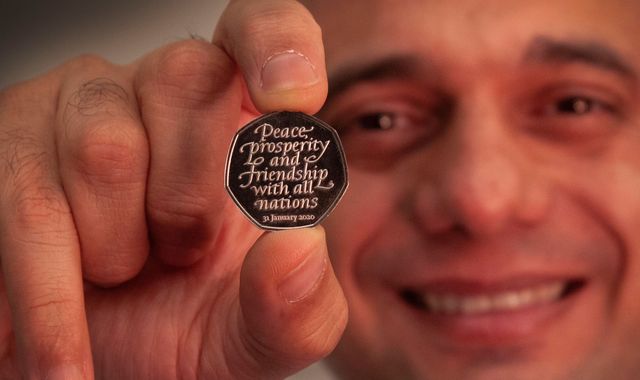 Peace,
prosperity
and
friendship
with all
nations
31 January 2020